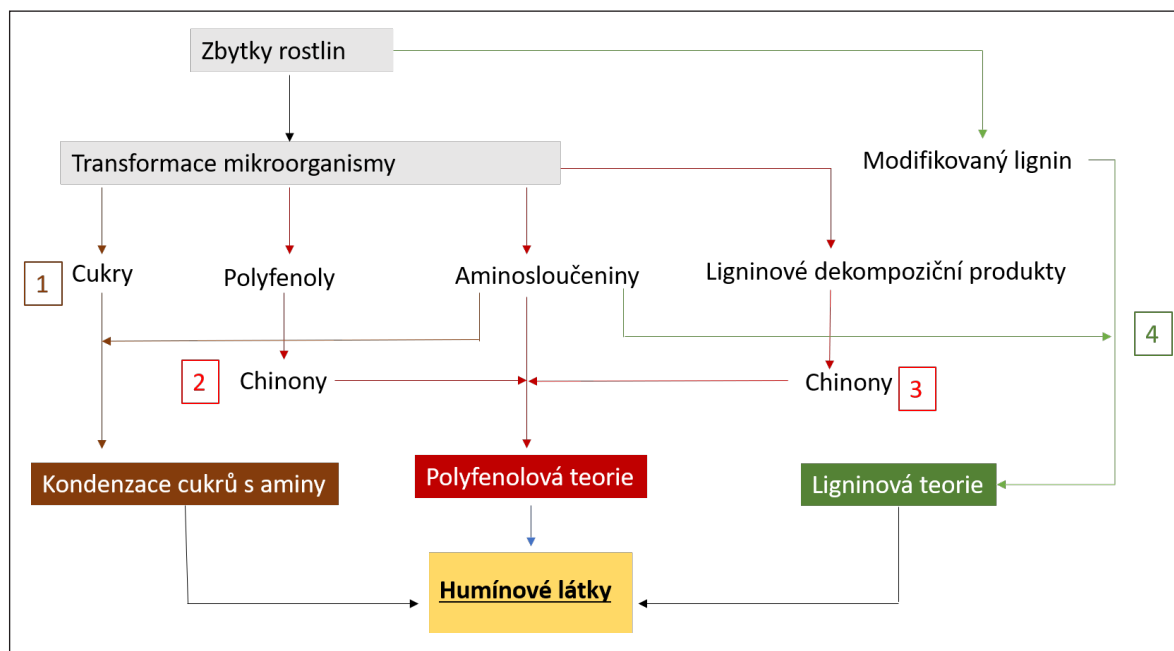 Zbytky rostlin
Transformace mikroorganismy
Modifikovaný lignin
1
Cukry
Polyfenoly
Aminosloučeniny
Ligninové dekompoziční produkty
4
2
Chinony
Chinony
3
Kondenzace cukrů s aminy
Polyfenolová teorie
Ligninová teorie
Humínové látky